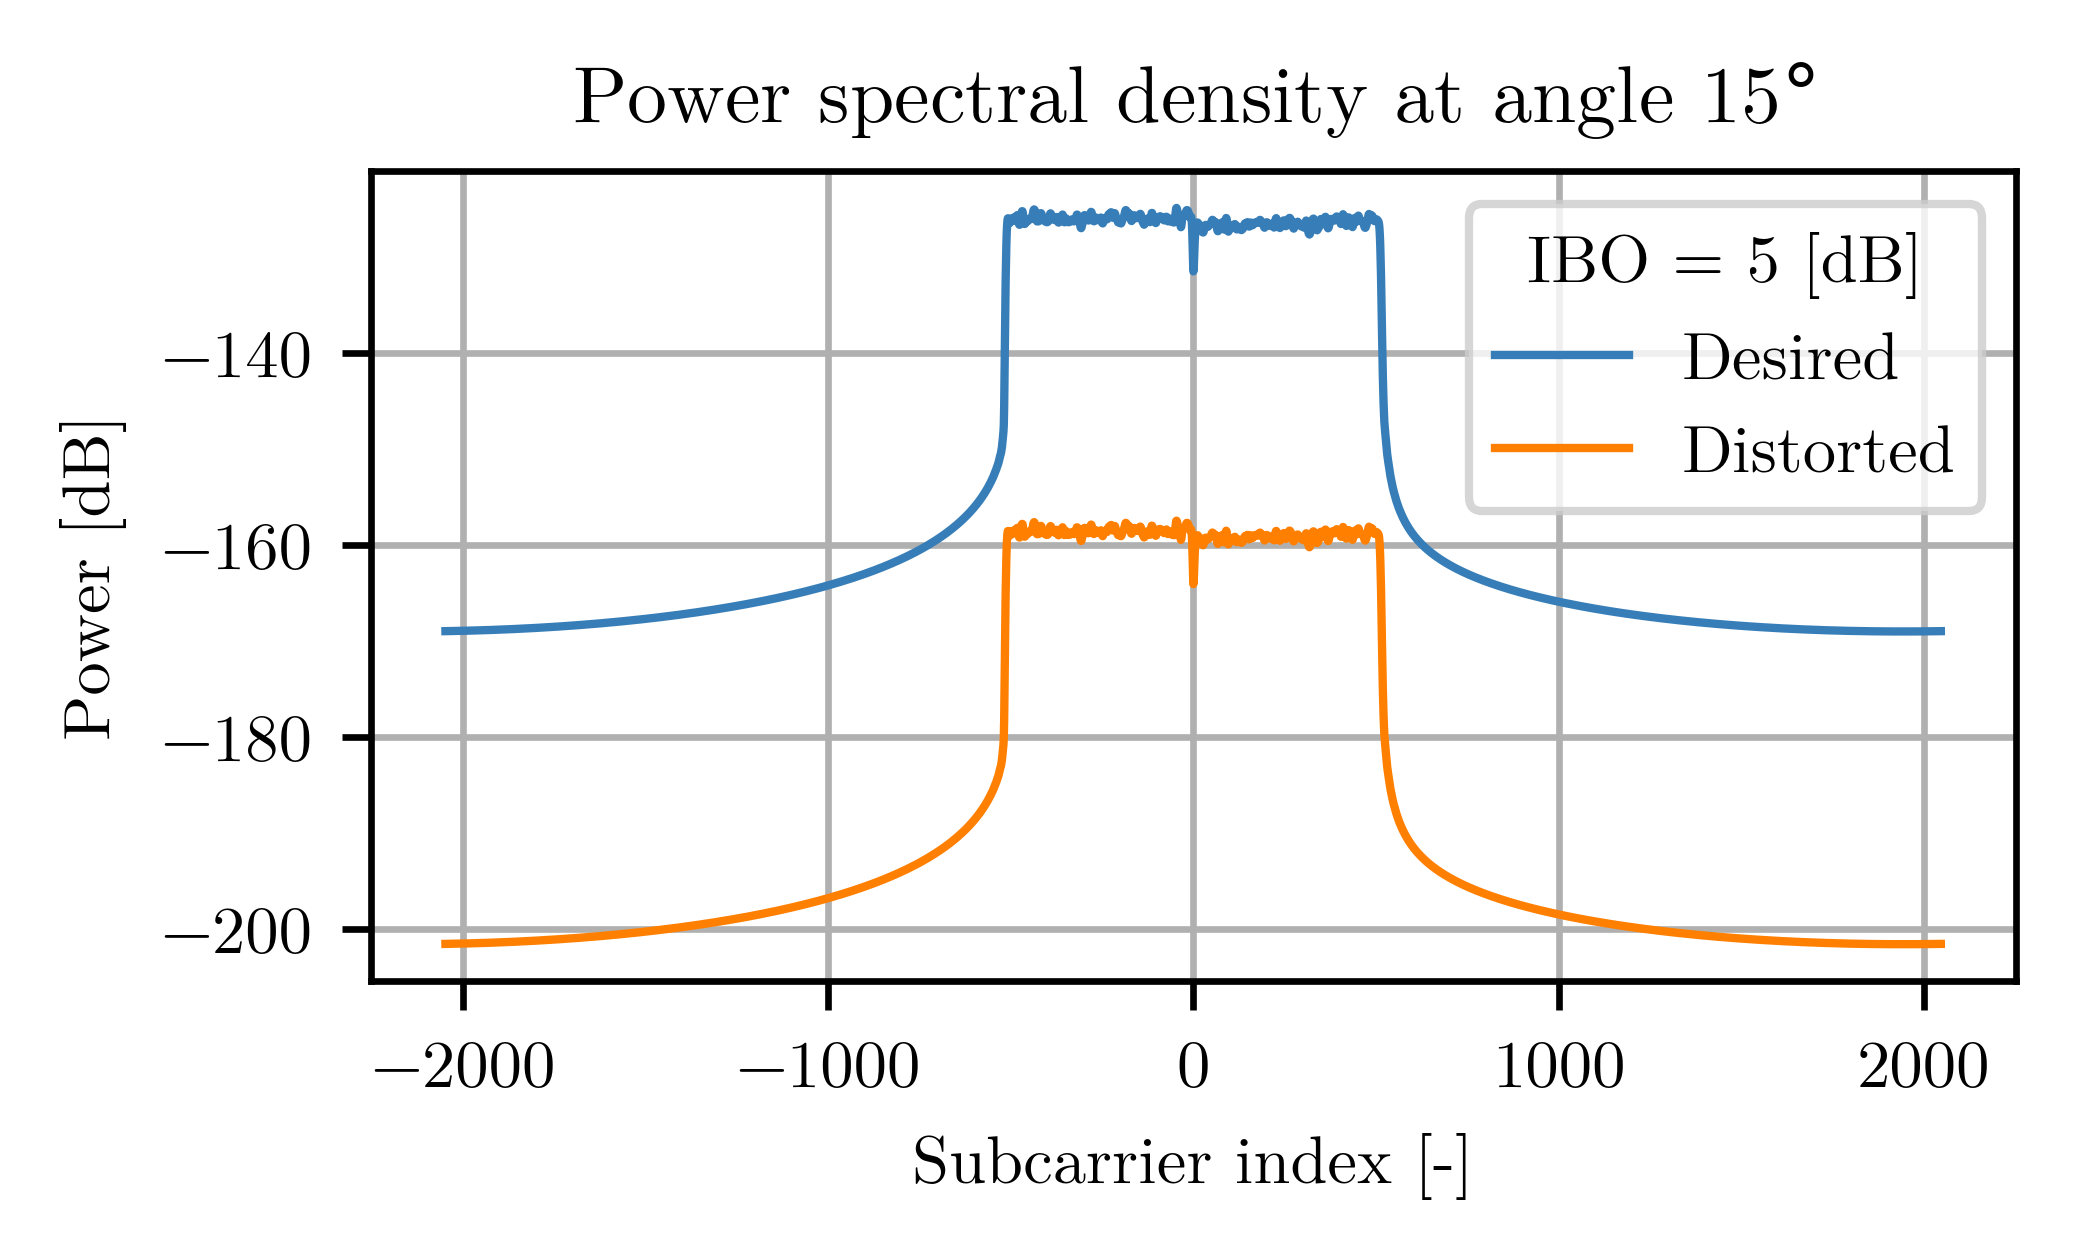 Power spectral density at angle 15°
IBO = 5 [dB]
Desired
Distorted
Power [dB]
−140
−160
−180
−200
−2000
−1000
0
1000
2000
Subcarrier index [-]